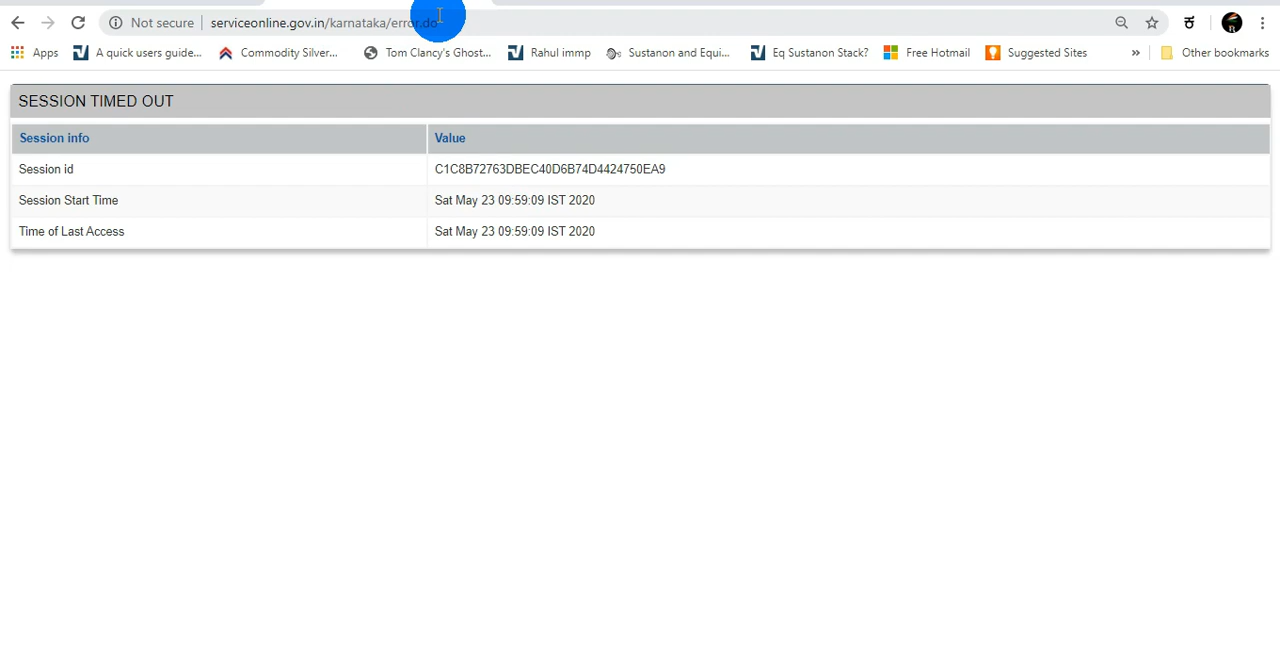 Not secure serviceonline.gov.in/karnataka/error.do ठ
Apps A quick users guide... Commodity Silver... Tom Clancy's Ghost... Rahul immp Sustanon and Equi... Eq Sustanon Stack? Free Hotmail Suggested Sites » Other bookmarks
SESSION TIMED OUT
Session info Value
Session id C1C8B72763DBEC40D6B74D4424750EA9
Session Start Time Sat May 23 09:59:09 IST 2020
Time of Last Access Sat May 23 09:59:09 IST 2020